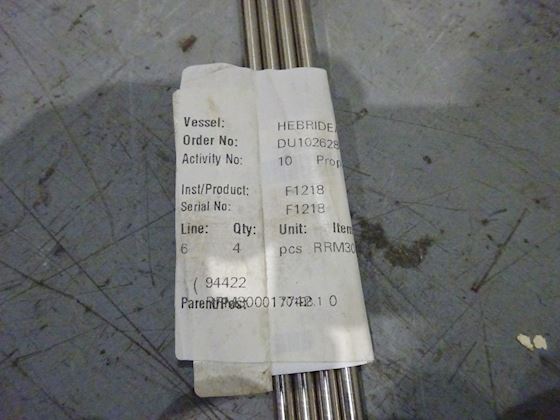 Vessel: HEBRIDEA
Order No: DU102628
Activity No: 10 Prop
Inst/Product: F1218
Serial No: F1218
Line: Qty: Unit: Item
6 4 pcs RRM30
( 94422
Parent/Pos: